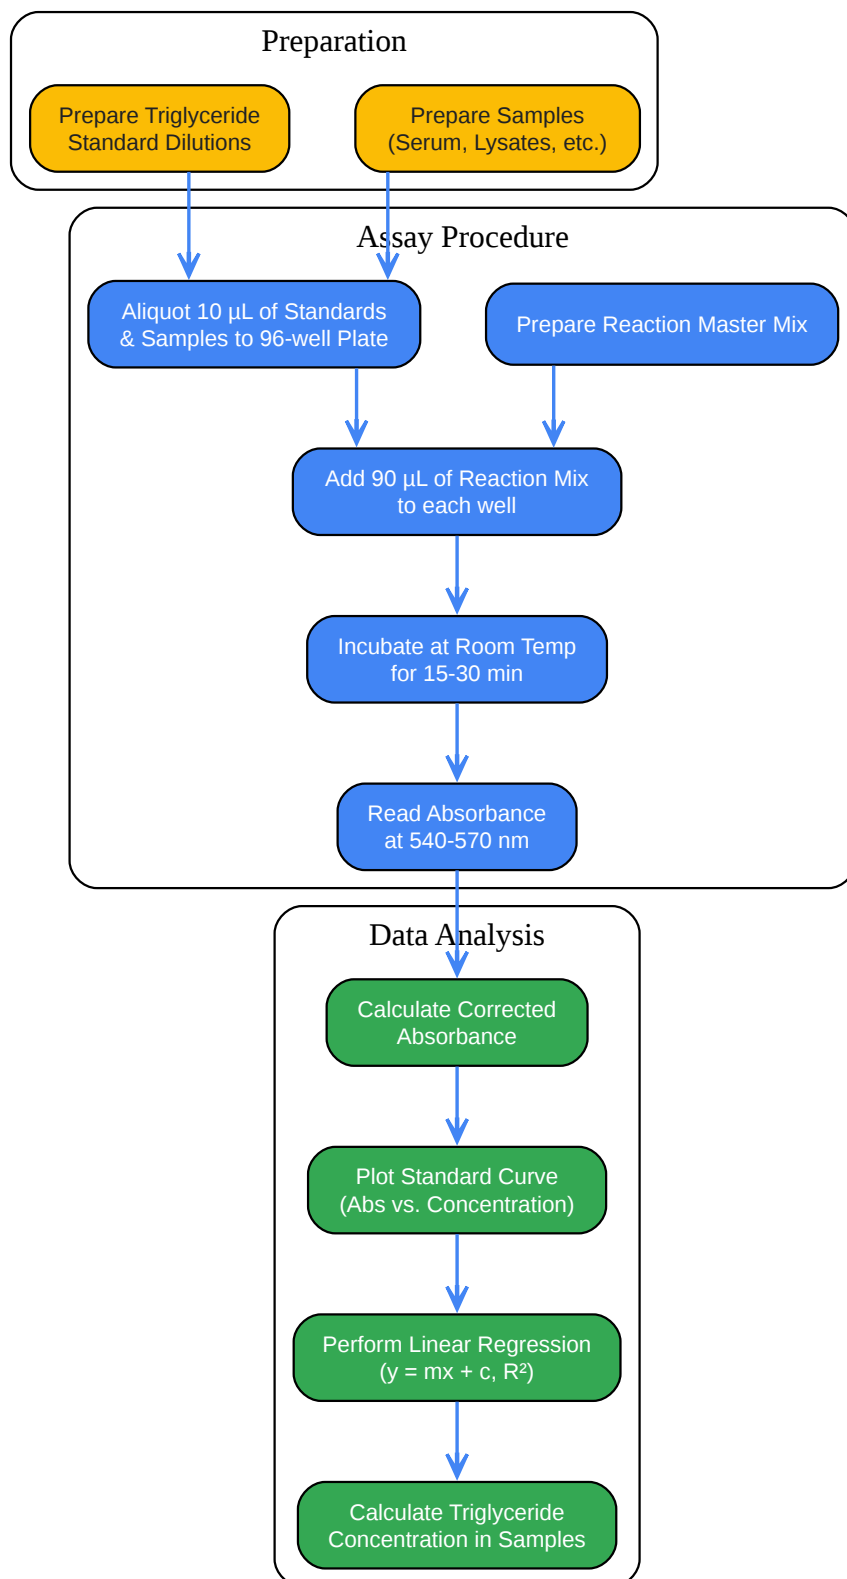 Preparation
Prepare Triglyceride
Standard Dilutions
Prepare Samples
(Serum, Lysates, etc.)
Assay Procedure
Aliquot 10 µL of Standards
& Samples to 96-well Plate
Prepare Reaction Master Mix
Add 90 µL of Reaction Mix
to each well
Incubate at Room Temp
for 15-30 min
Read Absorbance
at 540-570 nm
Data Analysis
Calculate Corrected
Absorbance
Plot Standard Curve
(Abs vs. Concentration)
Perform Linear Regression
(y = mx + c, R²)
Calculate Triglyceride
Concentration in Samples